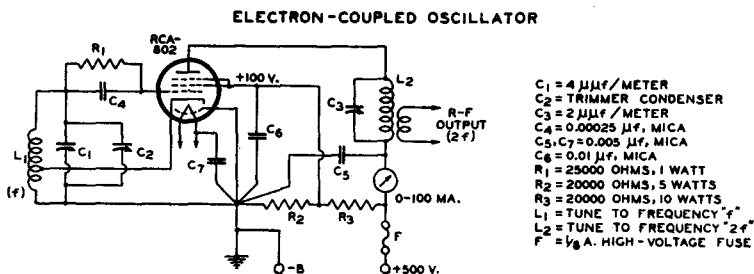 ELECTRON-COUPLED OSCILLATOR
RCA-
802
R1
C4
+100 V.
L2
C3
R-F
OUTPUT
(2f)
L1
(f)
C1
C2
C7
C6
C5
0-100 MA.
R2
R3
F
-B
+500 V.
C1 = 4 µµf/METER
C2 = TRIMMER CONDENSER
C3 = 2 µµf/METER
C4 = 0.00025 µf, MICA
C5, C7 = 0.005 µf, MICA
C6 = 0.01 µf, MICA
R1 = 25000 OHMS, 1 WATT
R2 = 20000 OHMS, 5 WATTS
R3 = 20000 OHMS, 10 WATTS
L1 = TUNE TO FREQUENCY "f"
L2 = TUNE TO FREQUENCY "2f"
F = 1/8 A. HIGH-VOLTAGE FUSE